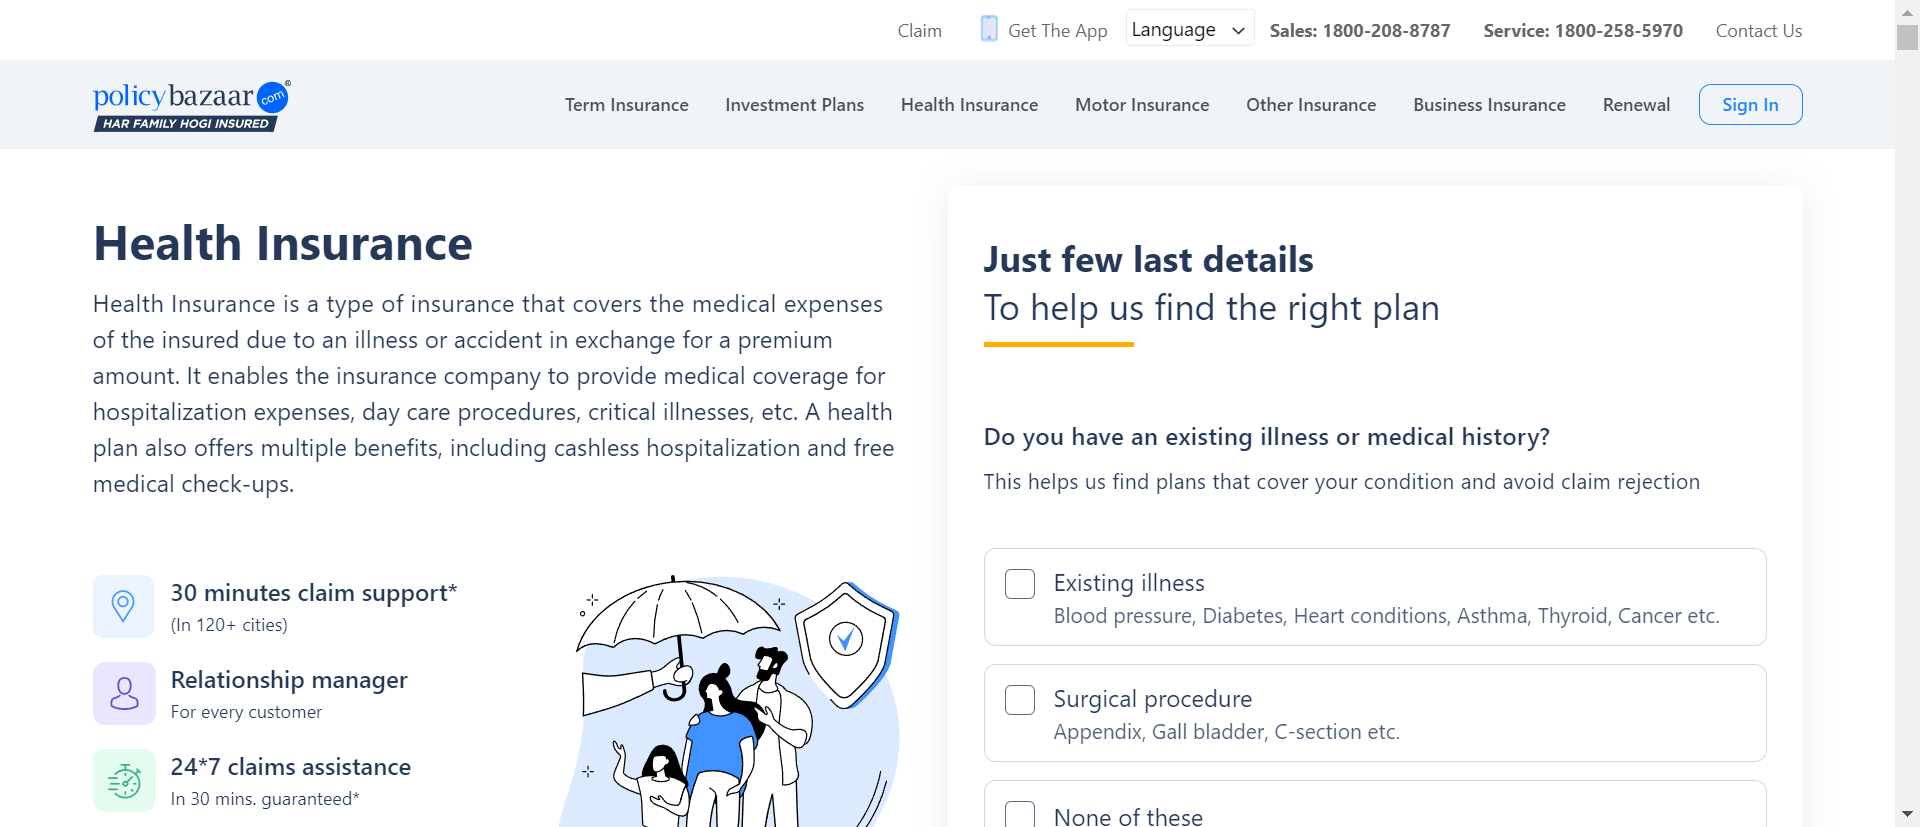 Claim
Get The App
Language
Sales: 1800-208-8787
Service: 1800-258-5970
Contact Us
policybazaar com ®
HAR FAMILY HOGI INSURED
Term Insurance
Investment Plans
Health Insurance
Motor Insurance
Other Insurance
Business Insurance
Renewal
Sign In
Health Insurance
Health Insurance is a type of insurance that covers the medical expenses
of the insured due to an illness or accident in exchange for a premium
amount. It enables the insurance company to provide medical coverage for
hospitalization expenses, day care procedures, critical illnesses, etc. A health
plan also offers multiple benefits, including cashless hospitalization and free
medical check-ups.
30 minutes claim support*
(In 120+ cities)
Relationship manager
For every customer
24*7 claims assistance
In 30 mins. guaranteed*
Just few last details
To help us find the right plan
Do you have an existing illness or medical history?
This helps us find plans that cover your condition and avoid claim rejection
Existing illness
Blood pressure, Diabetes, Heart conditions, Asthma, Thyroid, Cancer etc.
Surgical procedure
Appendix, Gall bladder, C-section etc.
None of these